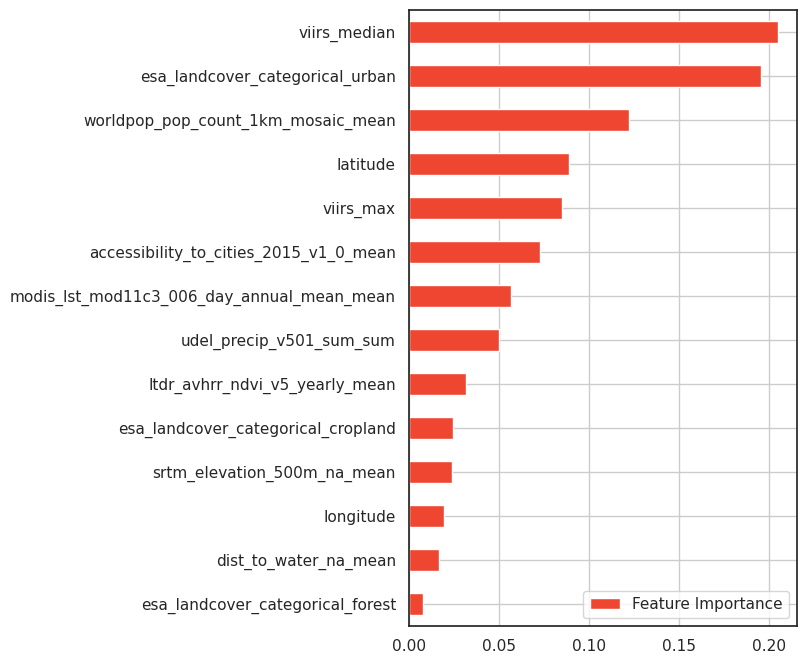 viirs_median
esa_landcover_categorical_urban
worldpop_pop_count_1km_mosaic_mean
latitude
viirs_max
accessibility_to_cities_2015_v1_0_mean
modis_lst_mod11c3_006_day_annual_mean_mean
udel_precip_v501_sum_sum
ltdr_avhrr_ndvi_v5_yearly_mean
esa_landcover_categorical_cropland
srtm_elevation_500m_na_mean
longitude
dist_to_water_na_mean
esa_landcover_categorical_forest
Feature Importance
0.00 0.05 0.10 0.15 0.20